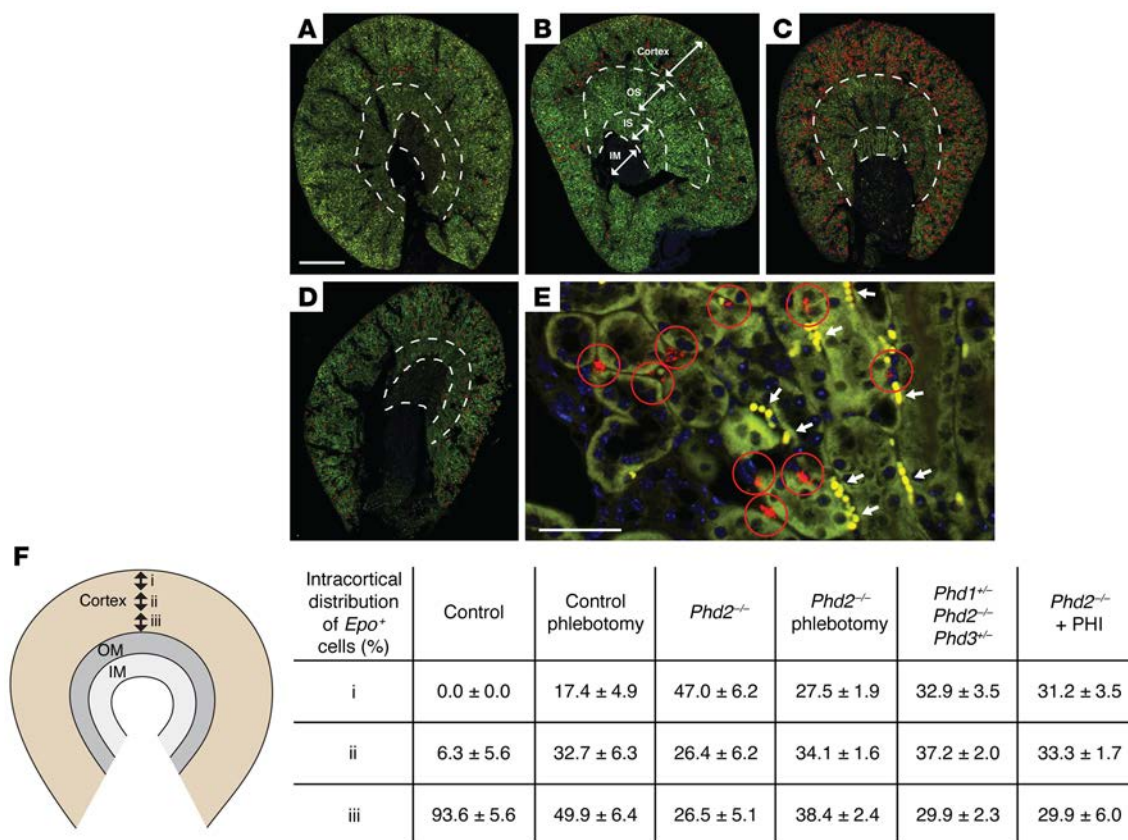 A
B
C
Cortex
OS
IS
IM
D
E
F
i
Cortex
ii
iii
OM
IM
Intracortical distribution of Epo⁺ cells (%) | Control | Control phlebotomy | Phd2⁻/⁻ | Phd2⁻/⁻ phlebotomy | Phd1⁺/⁻ Phd2⁻/⁻ Phd3⁺/⁻ | Phd2⁻/⁻ + PHI
i | 0.0 ± 0.0 | 17.4 ± 4.9 | 47.0 ± 6.2 | 27.5 ± 1.9 | 32.9 ± 3.5 | 31.2 ± 3.5
ii | 6.3 ± 5.6 | 32.7 ± 6.3 | 26.4 ± 6.2 | 34.1 ± 1.6 | 37.2 ± 2.0 | 33.3 ± 1.7
iii | 93.6 ± 5.6 | 49.9 ± 6.4 | 26.5 ± 5.1 | 38.4 ± 2.4 | 29.9 ± 2.3 | 29.9 ± 6.0